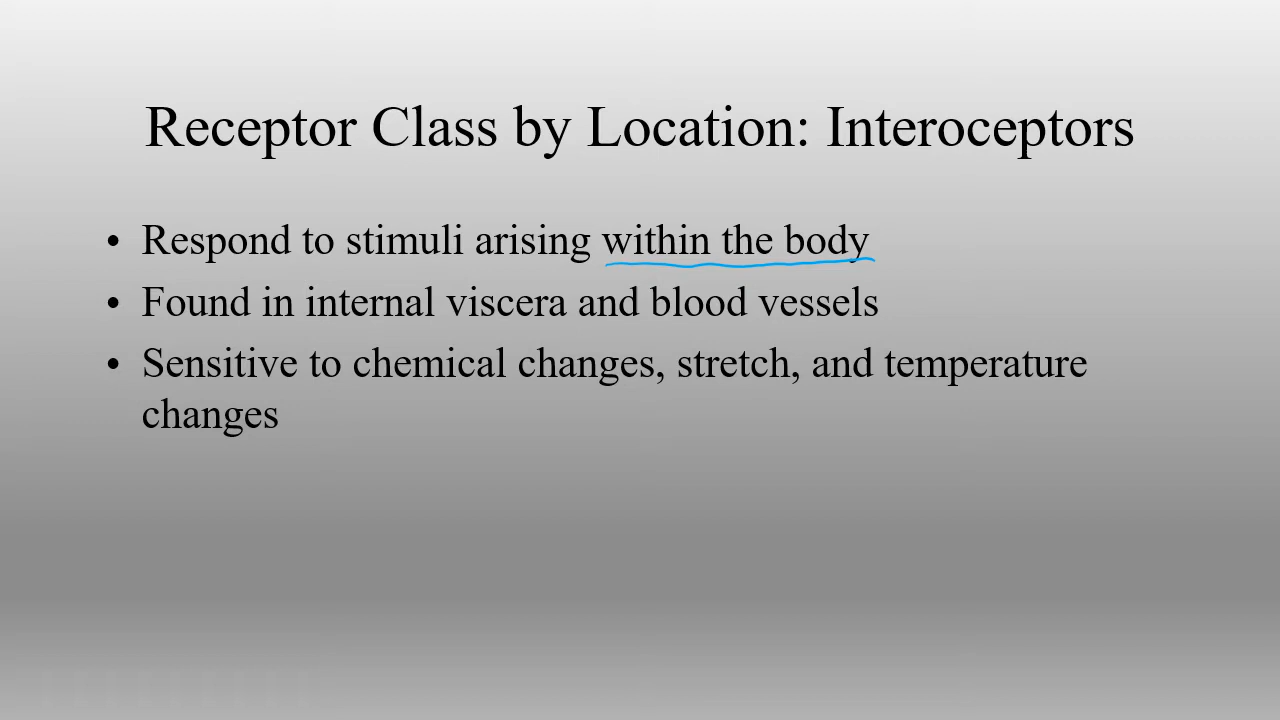 Receptor Class by Location: Interoceptors
• Respond to stimuli arising within the body
• Found in internal viscera and blood vessels
• Sensitive to chemical changes, stretch, and temperature
changes